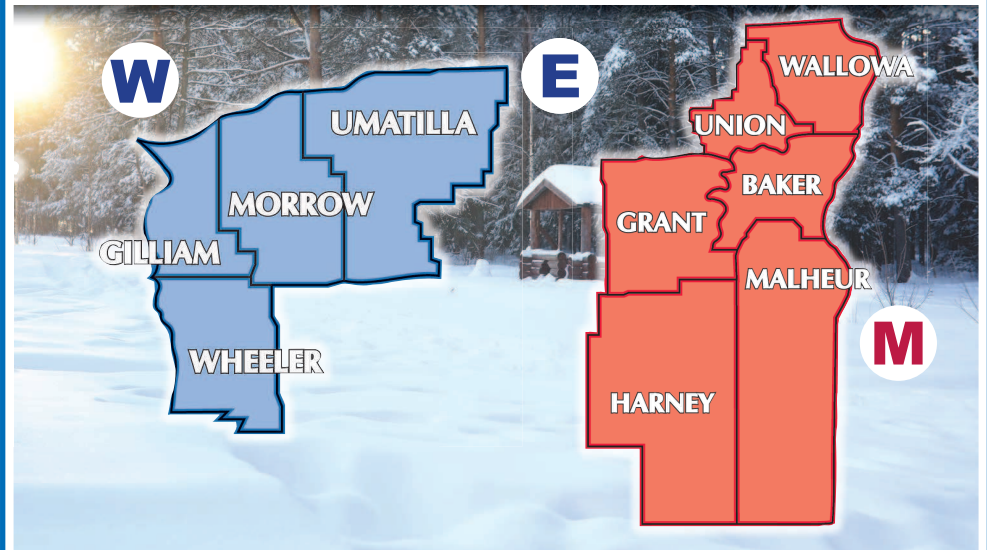 W
E
WALLOWA
UMATILLA
UNION
BAKER
MORROW
GRANT
GILLIAM
MALHEUR
M
WHEELER
HARNEY